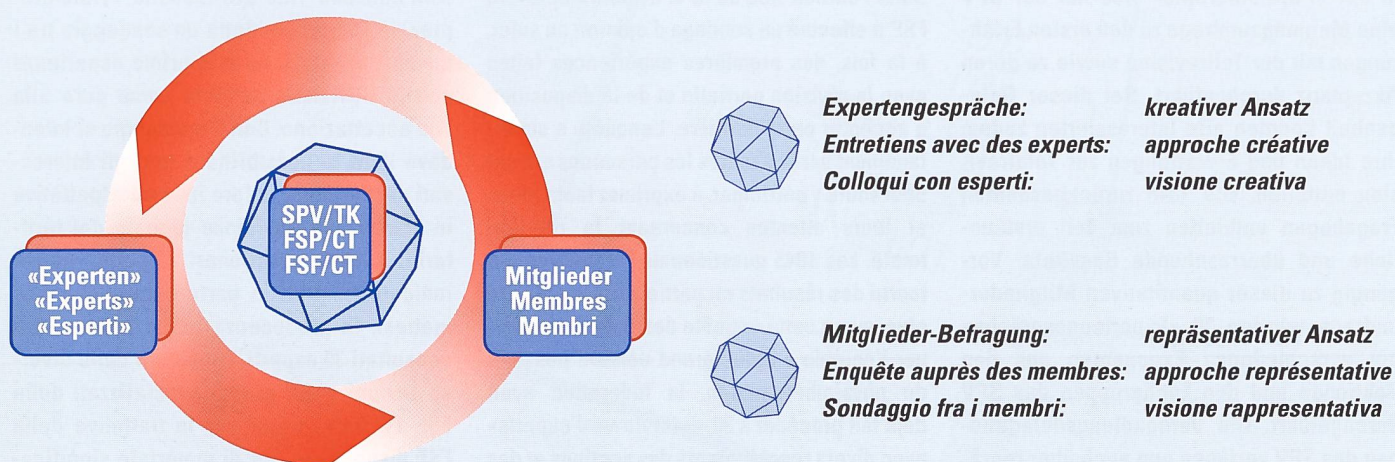 SPV/TK
FSP/CT
FSF/CT
«Experten»
«Experts»
«Esperti»
Mitglieder
Membres
Membri
Expertengespräche: kreativer Ansatz
Entretiens avec des experts: approche créative
Colloqui con esperti: visione creativa
Mitglieder-Befragung: repräsentativer Ansatz
Enquête auprès des membres: approche représentative
Sondaggio fra i membri: visione rappresentativa